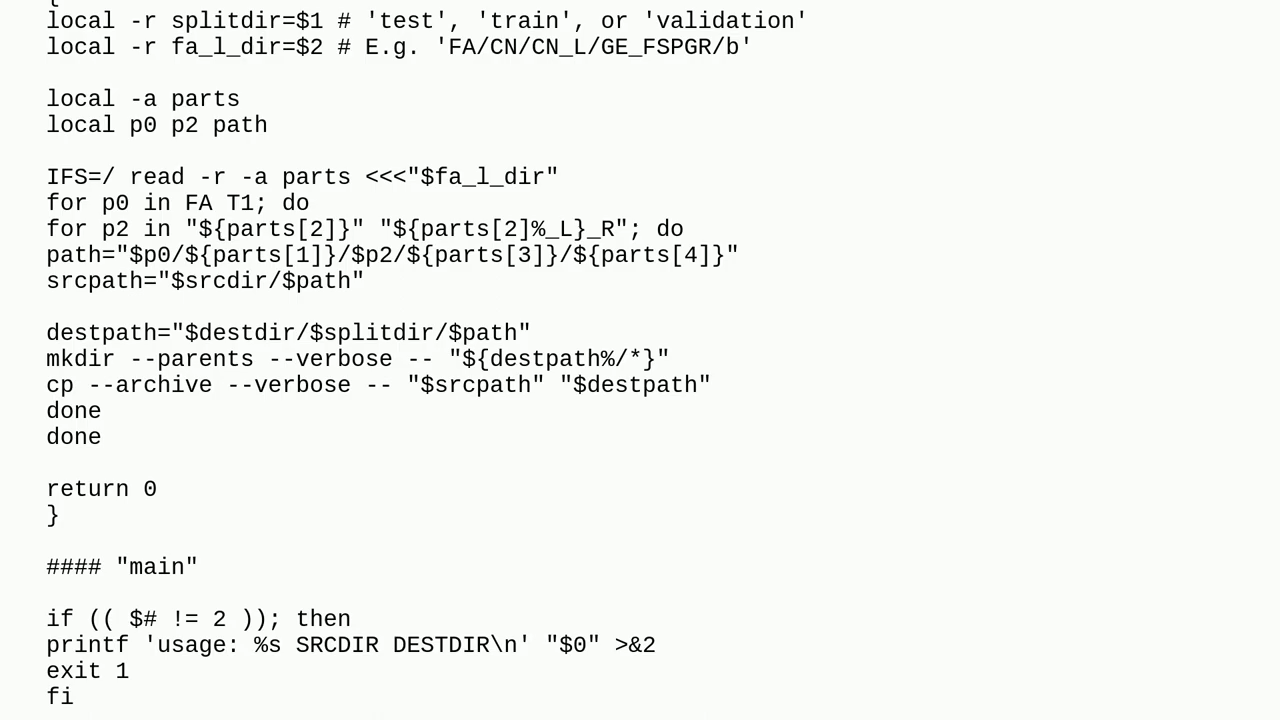 {
local -r splitdir=$1 # 'test', 'train', or 'validation'
local -r fa_l_dir=$2 # E.g. 'FA/CN/CN_L/GE_FSPGR/b'
local -a parts
local p0 p2 path
IFS=/ read -r -a parts <<<"$fa_l_dir"
for p0 in FA T1; do
for p2 in "${parts[2]}" "${parts[2]%_L}_R"; do
path="$p0/${parts[1]}/$p2/${parts[3]}/${parts[4]}"
srcpath="$srcdir/$path"
destpath="$destdir/$splitdir/$path"
mkdir --parents --verbose -- "${destpath%/*}"
cp --archive --verbose -- "$srcpath" "$destpath"
done
done
return 0
}
#### "main"
if (( $# != 2 )); then
printf 'usage: %s SRCDIR DESTDIR\n' "$0" >&2
exit 1
fi